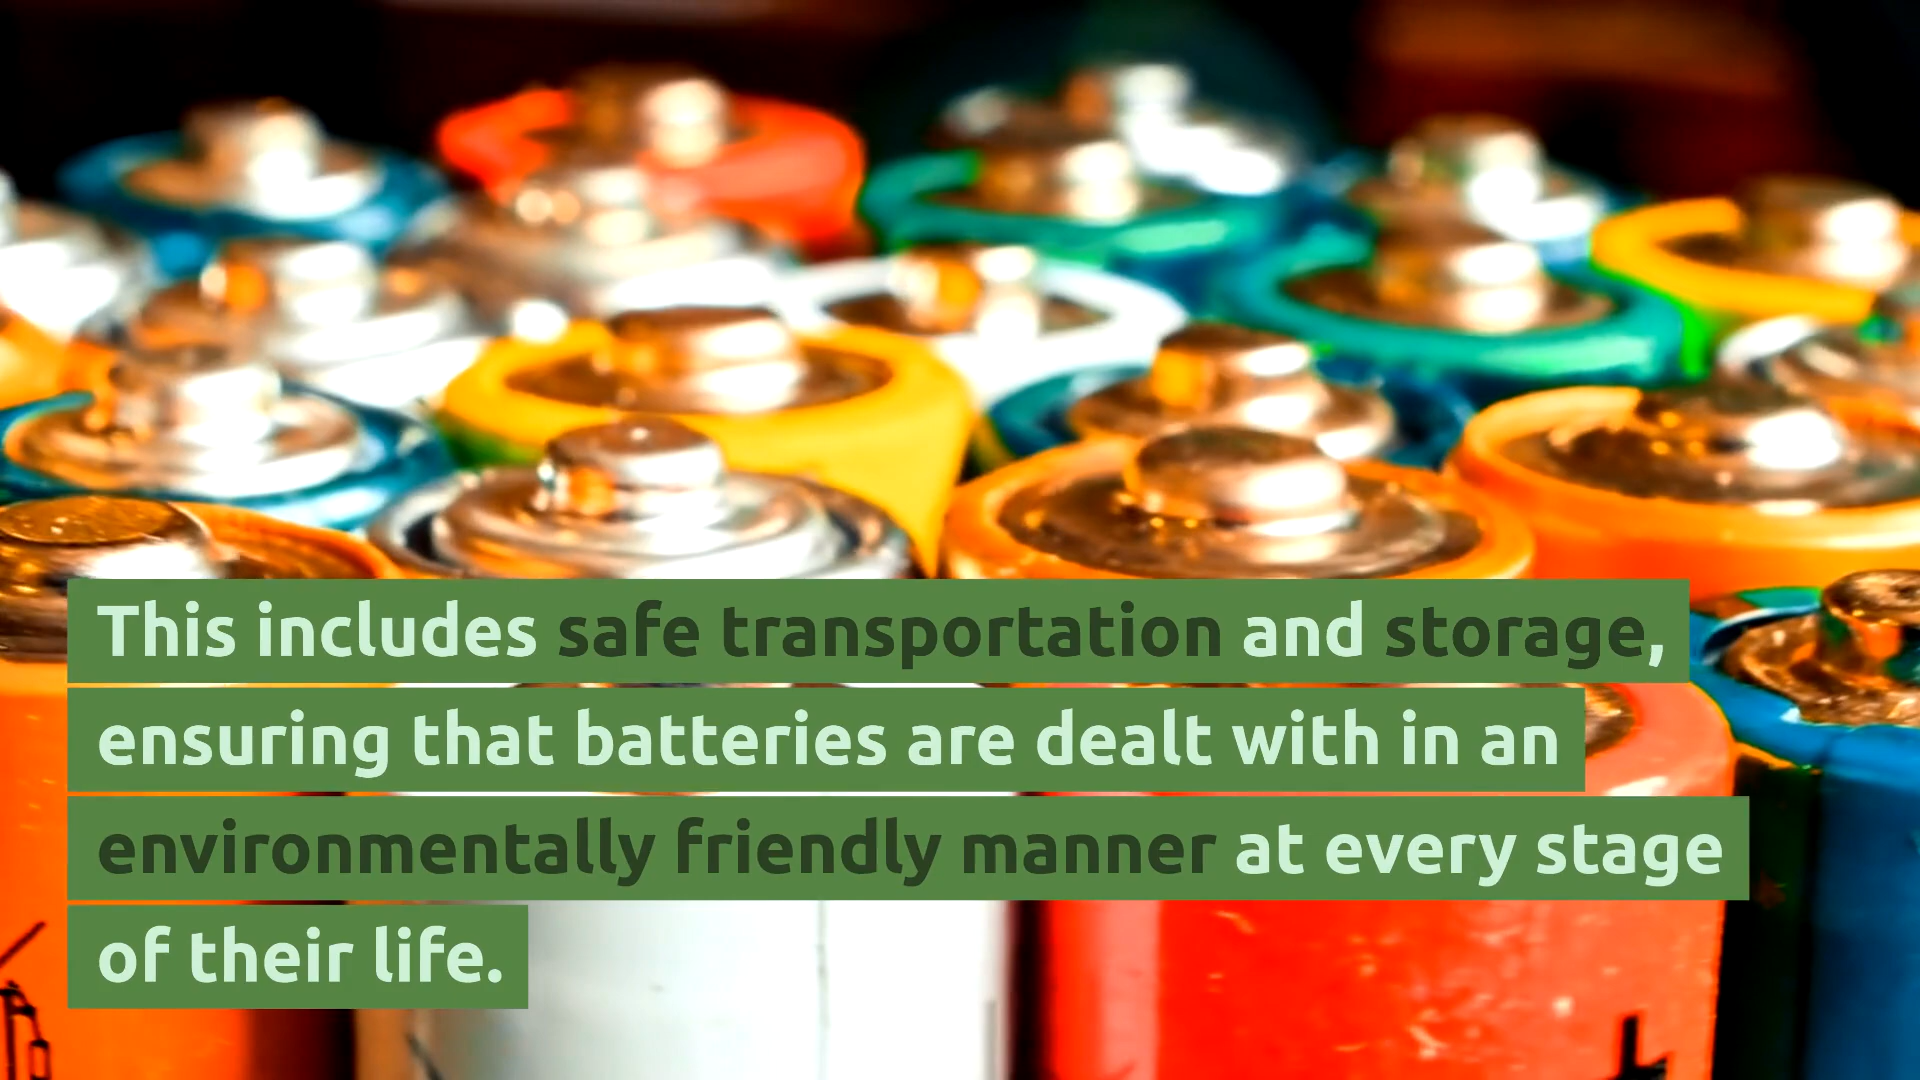 This includes safe transportation and storage,
ensuring that batteries are dealt with in an
environmentally friendly manner at every stage
of their life.